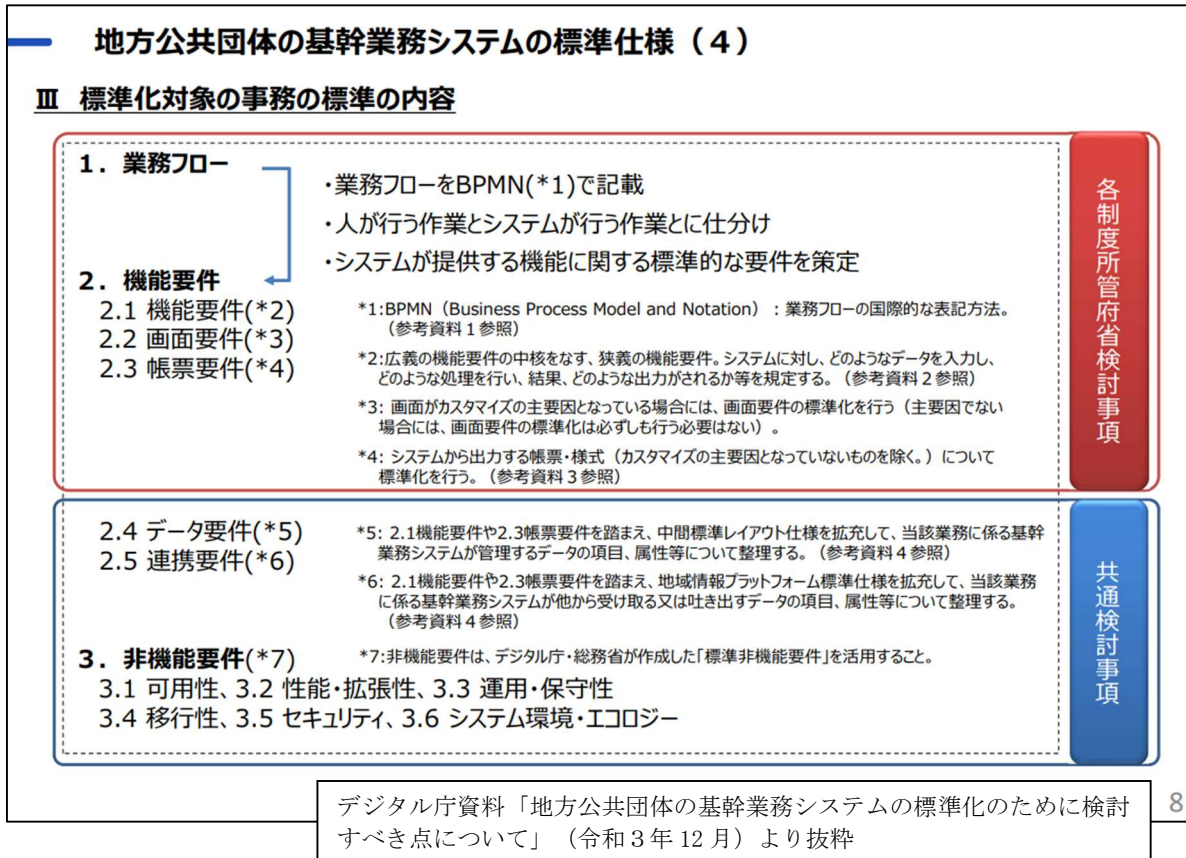 地方公共団体の基幹業務システムの標準仕様（４）
Ⅲ 標準化対象の事務の標準の内容
１．業務フロー
・業務フローをBPMN(*1)で記載
・人が行う作業とシステムが行う作業とに仕分け
・システムが提供する機能に関する標準的な要件を策定
２．機能要件
2.1 機能要件(*2)
2.2 画面要件(*3)
2.3 帳票要件(*4)
*1:BPMN（Business Process Model and Notation）：業務フローの国際的な表記方法。
（参考資料１参照）
*2:広義の機能要件の中核をなす、狭義の機能要件。システムに対し、どのようなデータを入力し、
どのような処理を行い、結果、どのような出力がされるか等を規定する。（参考資料２参照）
*3: 画面がカスタマイズの主要因となっている場合には、画面要件の標準化を行う（主要因でない
場合には、画面要件の標準化は必ずしも行う必要はない）。
*4: システムから出力する帳票・様式（カスタマイズの主要因となっていないものを除く。）について
標準化を行う。（参考資料３参照）
各制度所管府省検討事項
2.4 データ要件(*5)
2.5 連携要件(*6)
*5: 2.1機能要件や2.3帳票要件を踏まえ、中間標準レイアウト仕様を拡充して、当該業務に係る基幹
業務システムが管理するデータの項目、属性等について整理する。（参考資料４参照）
*6: 2.1機能要件や2.3帳票要件を踏まえ、地域情報プラットフォーム標準仕様を拡充して、当該業務
に係る基幹業務システムが他から受け取る又は吐き出すデータの項目、属性等について整理する。
（参考資料４参照）
３．非機能要件(*7)
*7:非機能要件は、デジタル庁・総務省が作成した「標準非機能要件」を活用すること。
3.1 可用性、3.2 性能・拡張性、3.3 運用・保守性
3.4 移行性、3.5 セキュリティ、3.6 システム環境・エコロジー
共通検討事項
デジタル庁資料「地方公共団体の基幹業務システムの標準化のために検討
すべき点について」（令和３年 12 月）より抜粋
8